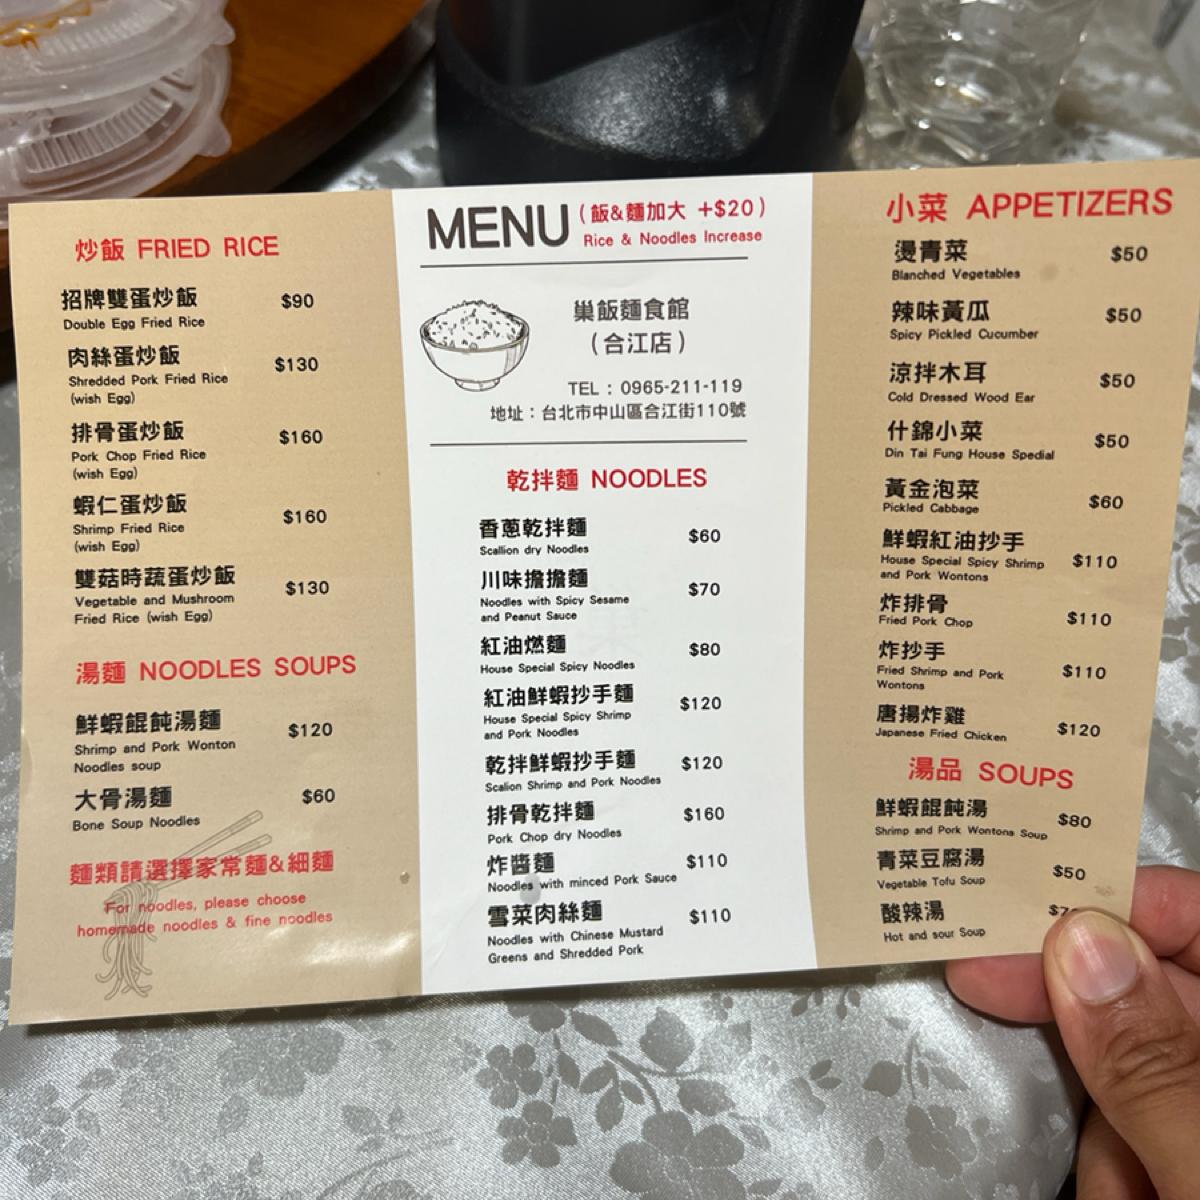 炒飯 FRIED RICE
招牌雙蛋炒飯 $90
Double Egg Fried Rice
肉絲蛋炒飯 $130
Shredded Pork Fried Rice
(wish Egg)
排骨蛋炒飯 $160
Pork Chop Fried Rice
(wish Egg)
蝦仁蛋炒飯 $160
Shrimp Fried Rice
(wish Egg)
雙菇時蔬蛋炒飯 $130
Vegetable and Mushroom
Fried Rice (wish Egg)
湯麵 NOODLES SOUPS
鮮蝦餛飩湯麵 $120
Shrimp and Pork Wonton
Noodles soup
大骨湯麵 $60
Bone Soup Noodles
麵類請選擇家常麵&細麵
For noodles, please choose
homemade noodles & fine noodles
MENU (飯&麵加大 +$20)
Rice & Noodles Increase
巢飯麵食館
(合江店)
TEL : 0965-211-119
地址：台北市中山區合江街110號
乾拌麵 NOODLES
香蔥乾拌麵 $60
Scallion dry Noodles
川味擔擔麵 $70
Noodles with Spicy Sesame
and Peanut Sauce
紅油燃麵 $80
House Special Spicy Noodles
紅油鮮蝦抄手麵 $120
House Special Spicy Shrimp
and Pork Noodles
乾拌鮮蝦抄手麵 $120
Scalion Shrimp and Pork Noodles
排骨乾拌麵 $160
Pork Chop dry Noodles
炸醬麵 $110
Noodles with minced Pork Sauce
雪菜肉絲麵 $110
Noodles with Chinese Mustard
Greens and Shredded Pork
小菜 APPETIZERS
燙青菜 $50
Blanched Vegetables
辣味黃瓜 $50
Spicy Pickled Cucumber
涼拌木耳 $50
Cold Dressed Wood Ear
什錦小菜 $50
Din Tai Fung House Spedial
黃金泡菜 $60
Pickled Cabbage
鮮蝦紅油抄手 $110
House Special Spicy Shrimp
and Pork Wontons
炸排骨 $110
Fried Pork Chop
炸抄手 $110
Fried Shrimp and Pork
Wontons
唐揚炸雞 $120
Japanese Fried Chicken
湯品 SOUPS
鮮蝦餛飩湯 $80
Shrimp and Pork Wontons Soup
青菜豆腐湯 $50
Vegetable Tofu Soup
酸辣湯
Hot and sour Soup